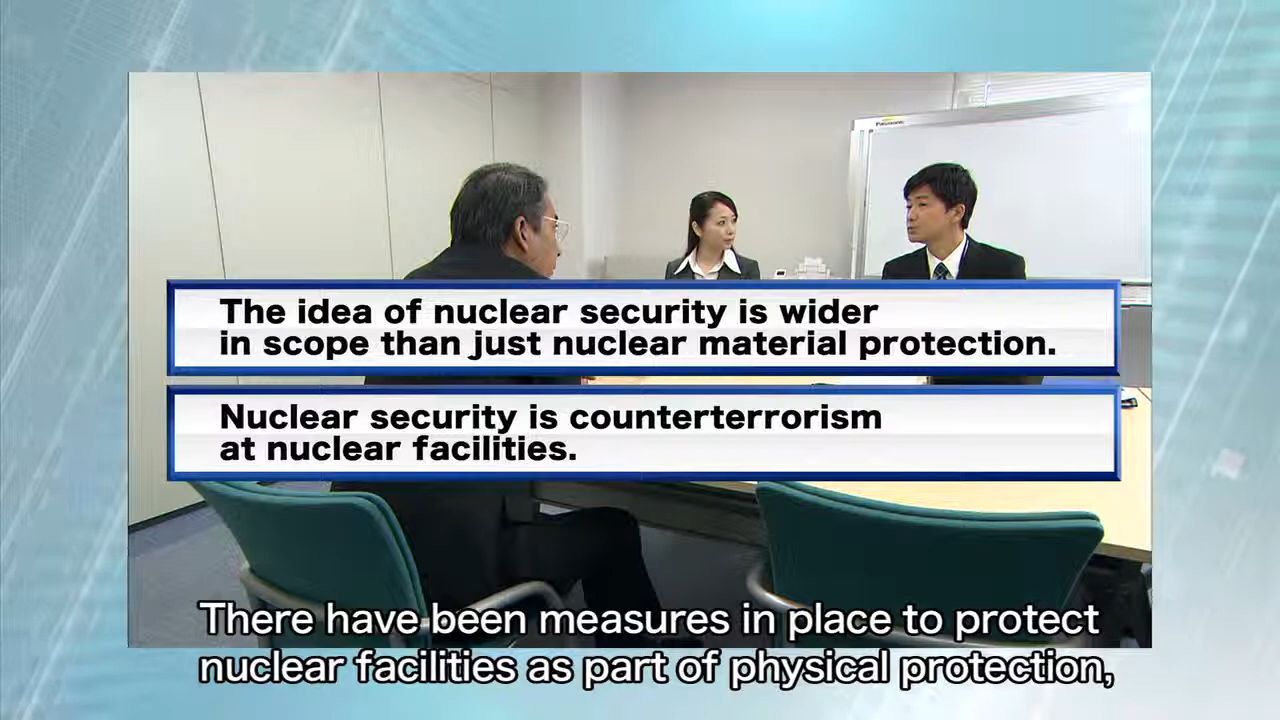 Panasonic
The idea of nuclear security is wider
in scope than just nuclear material protection.
Nuclear security is counterterrorism
at nuclear facilities.
There have been measures in place to protect
nuclear facilities as part of physical protection,